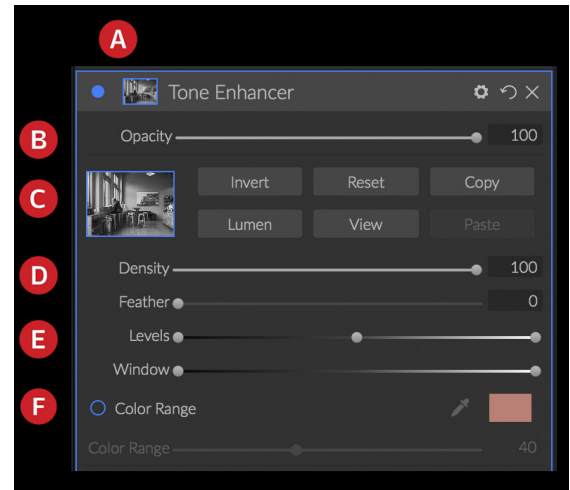 A
Tone Enhancer
B
Opacity 100
C
Invert Reset Copy
Lumen View Paste
D
Density 100
Feather 0
E
Levels
Window
F
Color Range
Color Range 40